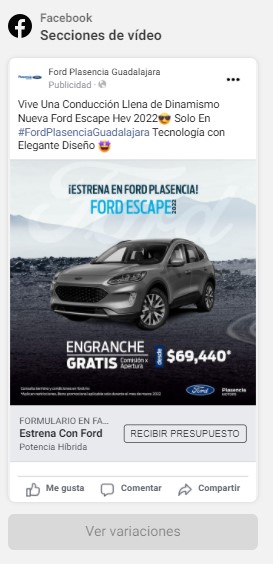 Facebook
Secciones de vídeo
Ford Plasencia Guadalajara
Publicidad ·
Vive Una Conducción Llena de Dinamismo
Nueva Ford Escape Hev 2022😎 Solo En
#FordPlasenciaGuadalajara Tecnología con
Elegante Diseño 🤩
¡ESTRENA EN FORD PLASENCIA!
FORD ESCAPE 2022
ENGRANCHE
GRATIS Comisión x Apertura desde $69,440*
Ford Plasencia
FORMULARIO EN FA...
Estrena Con Ford
RECIBIR PRESUPUESTO
Potencia Híbrida
Me gusta Comentar Compartir
Ver variaciones